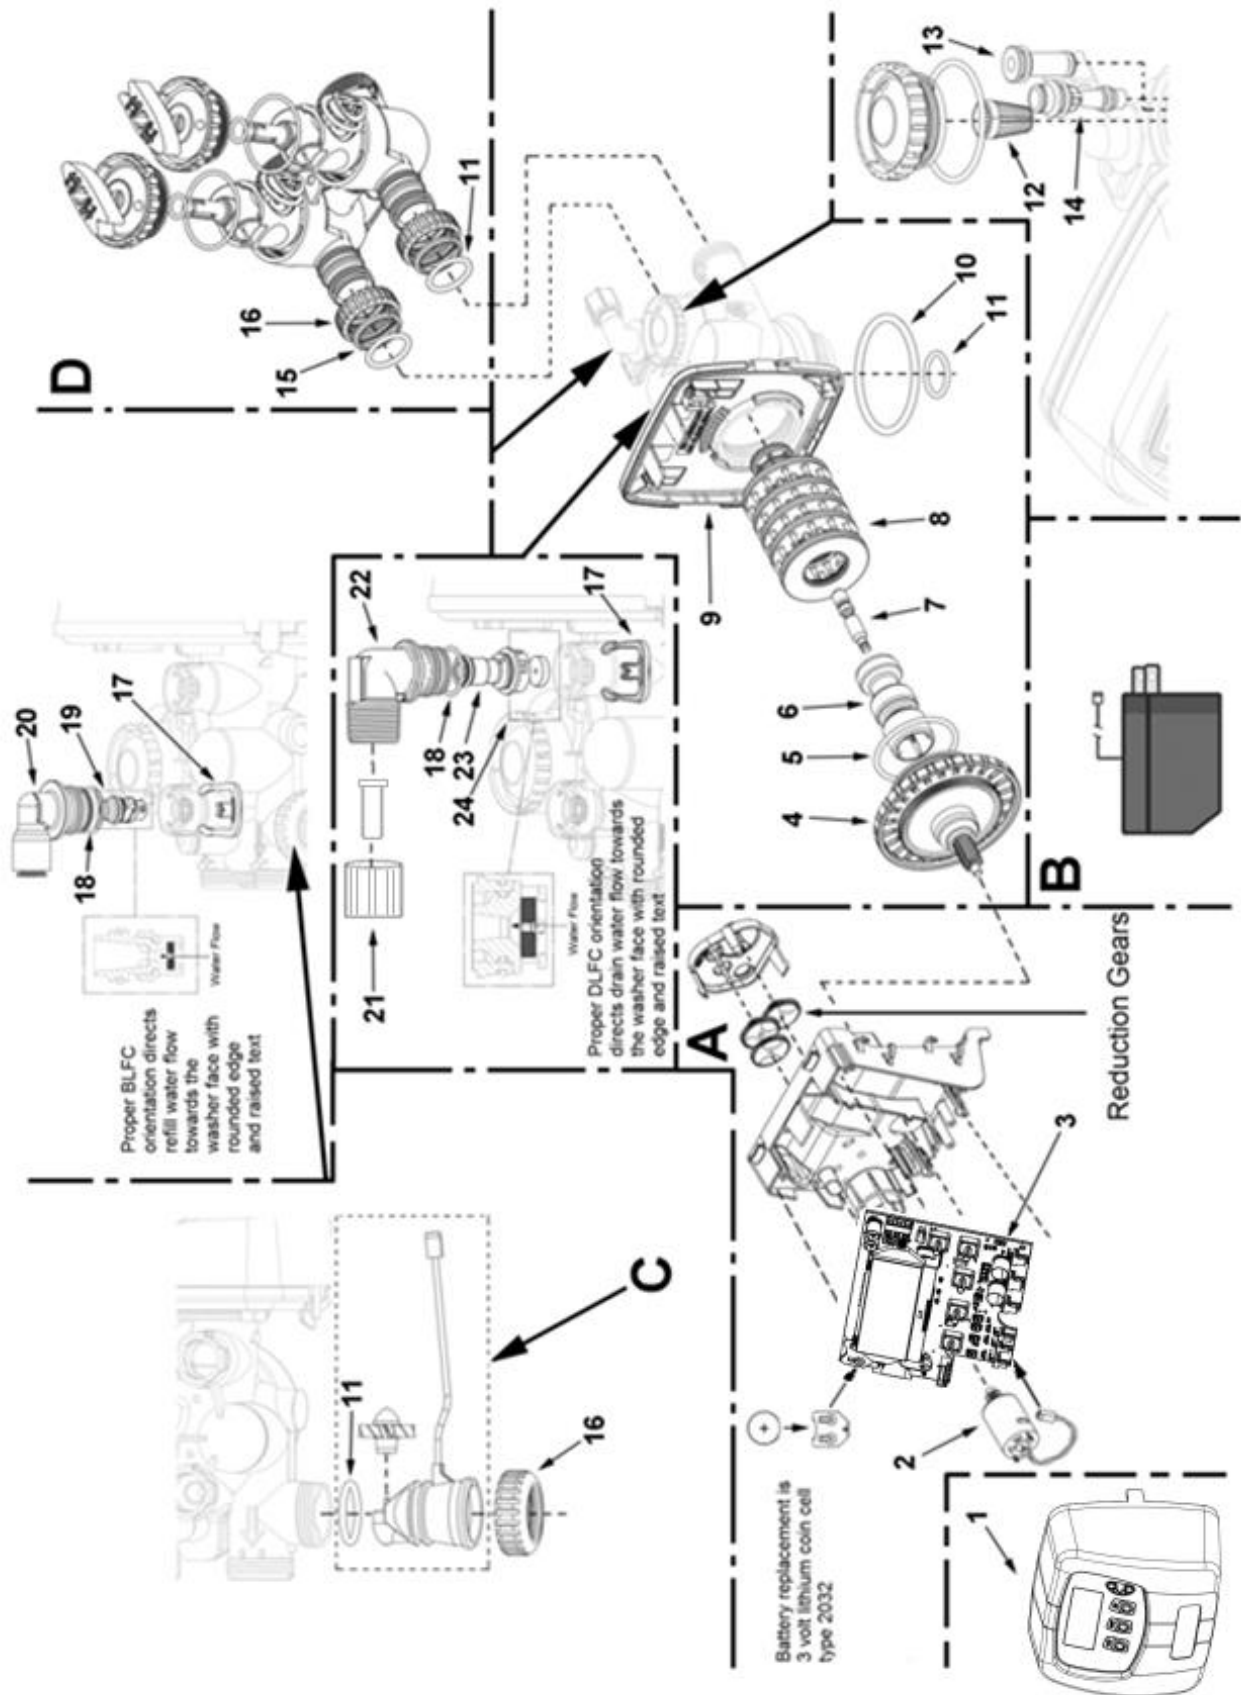 1
Battery replacement is
3 volt lithium coin cell
type 2032
2
3
Reduction Gears
A
C
11
16
Proper BLFC
orientation directs
refill water flow
towards the
washer face with
rounded edge
and raised text
Water Flow
18
19
20
17
21
Proper DLFC orientation
directs drain water flow towards
the washer face with rounded
edge and raised text
Water Flow
24
23
18
22
17
B
4
5
6
7
8
9
10
11
D
15
16
11
12
13
14